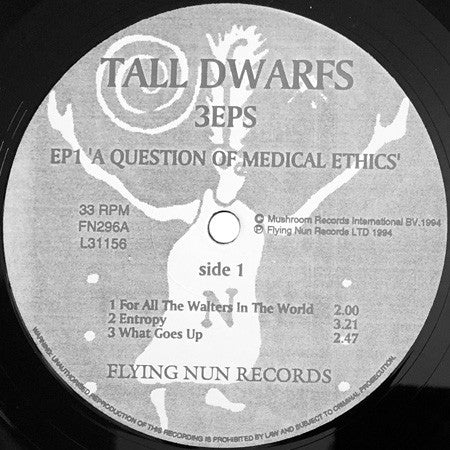 TALL DWARFS
3EPS
EP1 'A QUESTION OF MEDICAL ETHICS'
33 RPM
FN296A
L31156
© Mushroom Records International BV.1994
℗ Flying Nun Records LTD 1994
side 1
N
1 For All The Walters In The World 2.00
2 Entropy 3.21
3 What Goes Up 2.47
FLYING NUN RECORDS
WARNING: UNAUTHORISED REPRODUCTION OF THIS RECORDING IS PROHIBITED BY LAW AND SUBJECT TO CRIMINAL PROSECUTION.